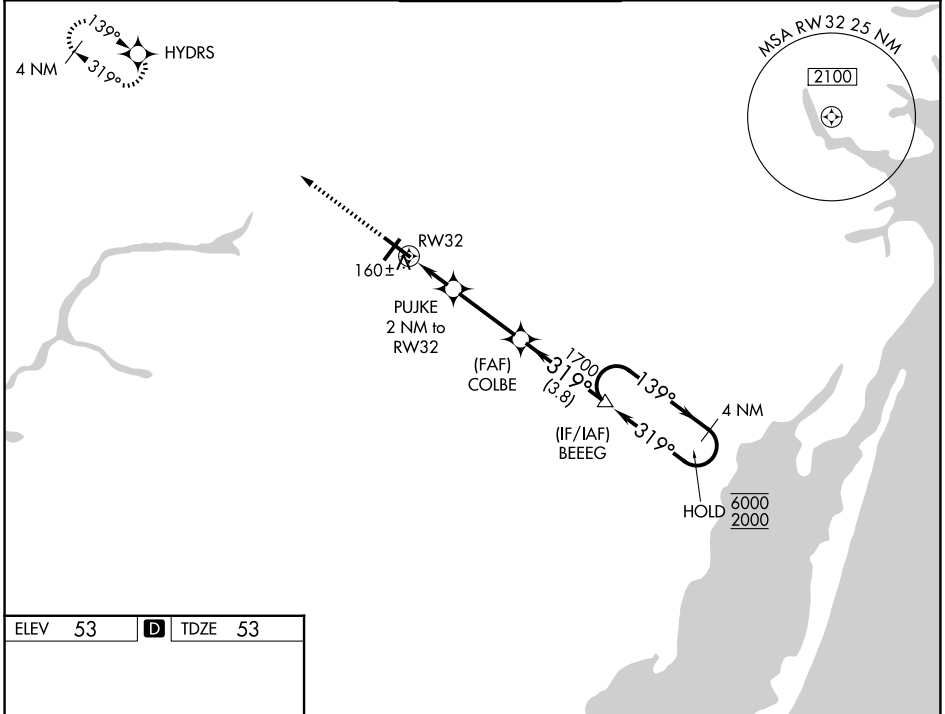 139°
HYDRS
4 NM
319°
MSA RW32 25 NM
2100
RW32
160±
PUJKE
2 NM to
RW32
(FAF)
COLBE
1700
319°
(3.8)
139°
4 NM
(IF/IAF)
BEEEG
319°
HOLD
6000
2000
ELEV 53 D TDZE 53